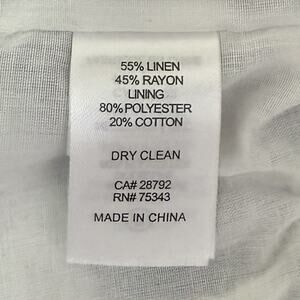 55% LINEN
45% RAYON
LINING
80% POLYESTER
20% COTTON
DRY CLEAN
CA# 28792
RN# 75343
MADE IN CHINA